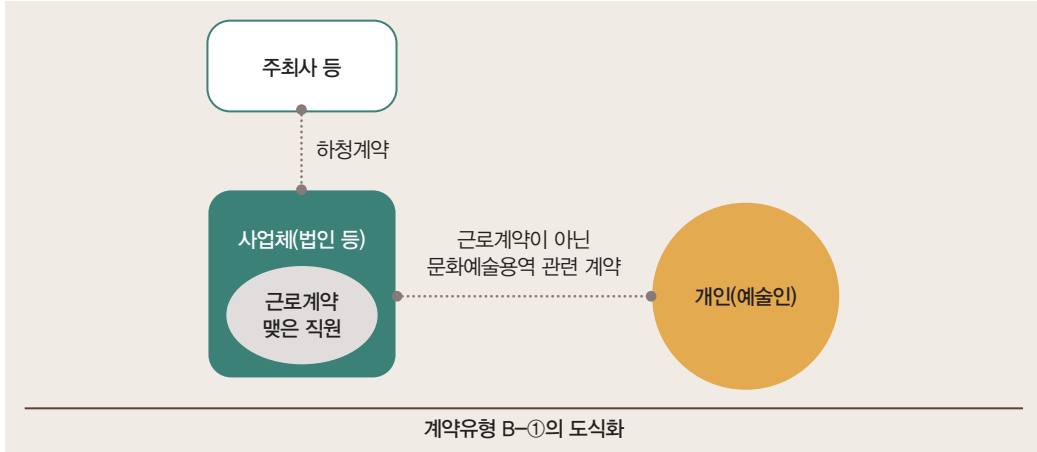 주최사 등
하청계약
사업체(법인 등)
근로계약
맺은 직원
근로계약이 아닌
문화예술용역 관련 계약
개인(예술인)
계약유형 B-①의 도식화